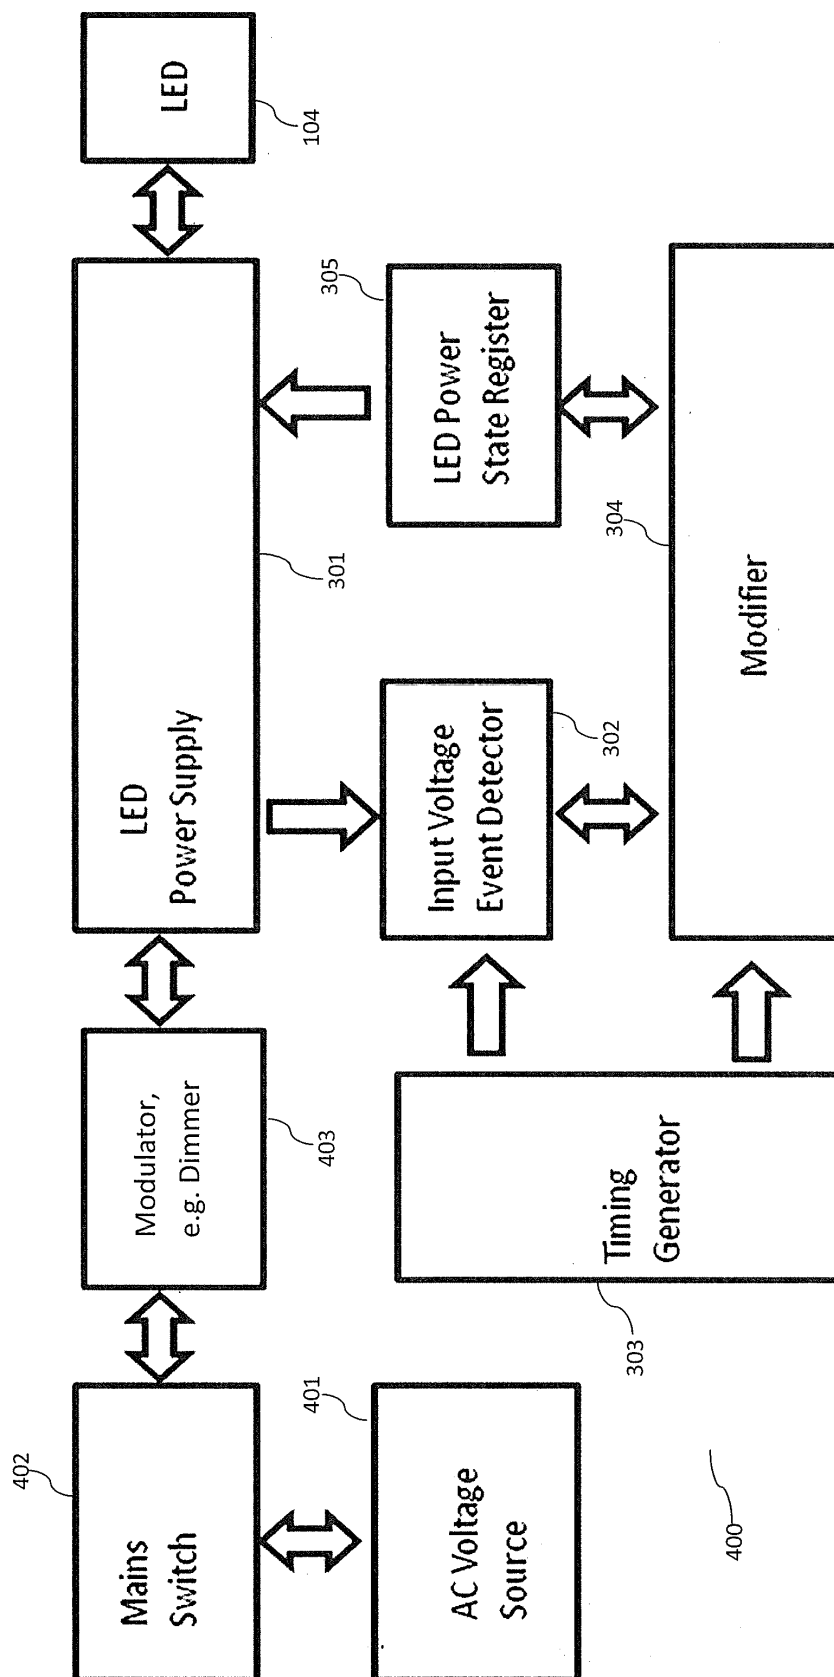 402
Mains
Switch
Modulator,
e.g. Dimmer
403
LED
Power Supply
301
LED
104
401
AC Voltage
Source
Input Voltage
Event Detector
302
305
LED Power
State Register
303
Timing
Generator
304
Modifier
400